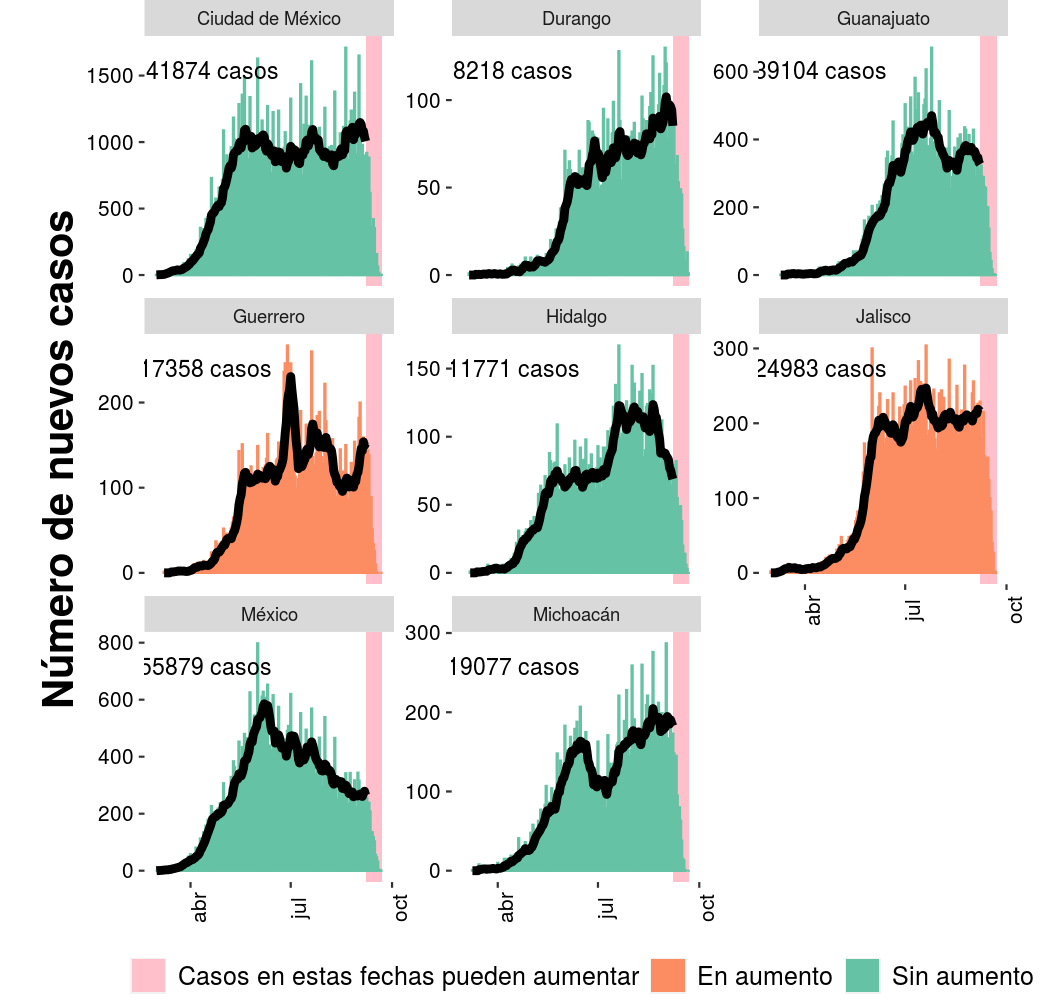 Número de nuevos casos
Ciudad de México
41874 casos
1500
1000
500
0
Durango
8218 casos
100
50
0
Guanajuato
39104 casos
600
400
200
0
Guerrero
17358 casos
200
100
0
Hidalgo
11771 casos
150
100
50
0
Jalisco
24983 casos
300
200
100
0
abr
jul
oct
México
55879 casos
800
600
400
200
0
abr
jul
oct
Michoacán
19077 casos
300
200
100
0
abr
jul
oct
Casos en estas fechas pueden aumentar
En aumento
Sin aumento